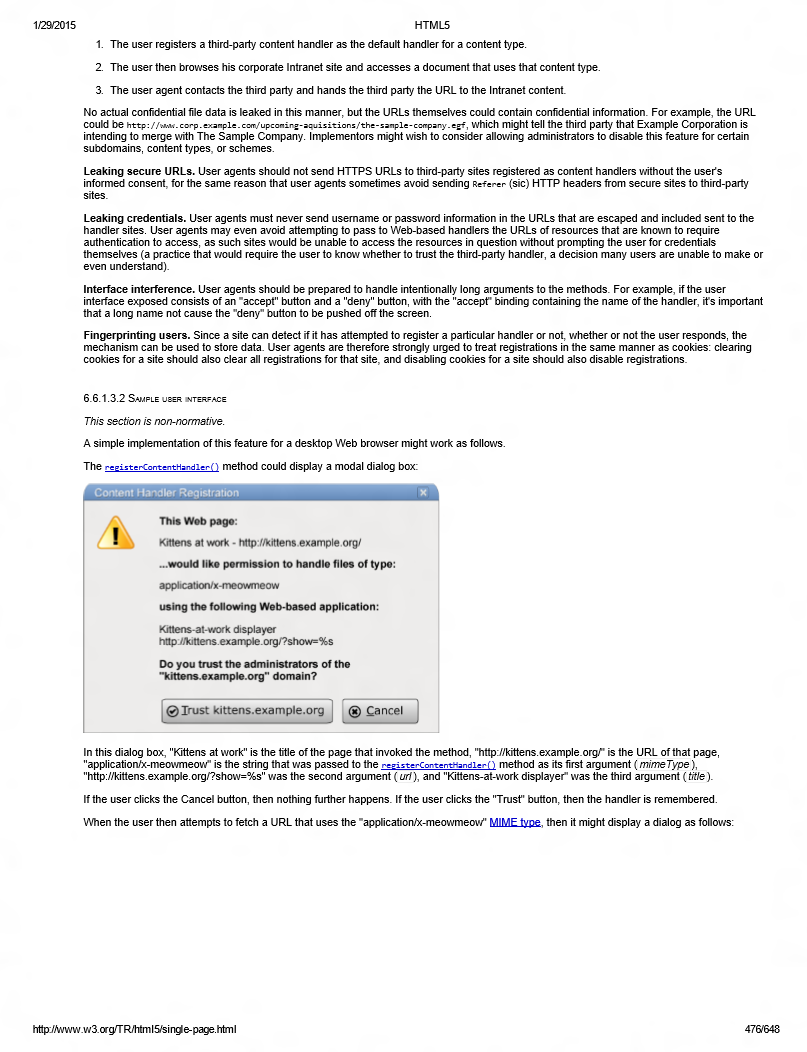 1/29/2015 HTML5
1. The user registers a third-party content handler as the default handler for a content type.
2. The user then browses his corporate Intranet site and accesses a document that uses that content type.
3. The user agent contacts the third party and hands the third party the URL to the Intranet content.
No actual confidential file data is leaked in this manner, but the URLs themselves could contain confidential information. For example, the URL
could be http://www.corp.example.com/upcoming-aquisitions/the-sample-company.egf, which might tell the third party that Example Corporation is
intending to merge with The Sample Company. Implementors might wish to consider allowing administrators to disable this feature for certain
subdomains, content types, or schemes.
Leaking secure URLs. User agents should not send HTTPS URLs to third-party sites registered as content handlers without the user's
informed consent, for the same reason that user agents sometimes avoid sending Referer (sic) HTTP headers from secure sites to third-party
sites.
Leaking credentials. User agents must never send username or password information in the URLs that are escaped and included sent to the
handler sites. User agents may even avoid attempting to pass to Web-based handlers the URLs of resources that are known to require
authentication to access, as such sites would be unable to access the resources in question without prompting the user for credentials
themselves (a practice that would require the user to know whether to trust the third-party handler, a decision many users are unable to make or
even understand).
Interface interference. User agents should be prepared to handle intentionally long arguments to the methods. For example, if the user
interface exposed consists of an "accept" button and a "deny" button, with the "accept" binding containing the name of the handler, it's important
that a long name not cause the "deny" button to be pushed off the screen.
Fingerprinting users. Since a site can detect if it has attempted to register a particular handler or not, whether or not the user responds, the
mechanism can be used to store data. User agents are therefore strongly urged to treat registrations in the same manner as cookies: clearing
cookies for a site should also clear all registrations for that site, and disabling cookies for a site should also disable registrations.
6.6.1.3.2 SAMPLE USER INTERFACE
This section is non-normative.
A simple implementation of this feature for a desktop Web browser might work as follows.
The registerContentHandler() method could display a modal dialog box:
Content Handler Registration
This Web page:
Kittens at work - http://kittens.example.org/
...would like permission to handle files of type:
application/x-meowmeow
using the following Web-based application:
Kittens-at-work displayer
http://kittens.example.org/?show=%s
Do you trust the administrators of the
"kittens.example.org" domain?
Trust kittens.example.org Cancel
In this dialog box, "Kittens at work" is the title of the page that invoked the method, "http://kittens.example.org/" is the URL of that page,
"application/x-meowmeow" is the string that was passed to the registerContentHandler() method as its first argument ( mimeType ),
"http://kittens.example.org/?show=%s" was the second argument ( url ), and "Kittens-at-work displayer" was the third argument ( title ).
If the user clicks the Cancel button, then nothing further happens. If the user clicks the "Trust" button, then the handler is remembered.
When the user then attempts to fetch a URL that uses the "application/x-meowmeow" MIME type, then it might display a dialog as follows:
http://www.w3.org/TR/html5/single-page.html 476/648